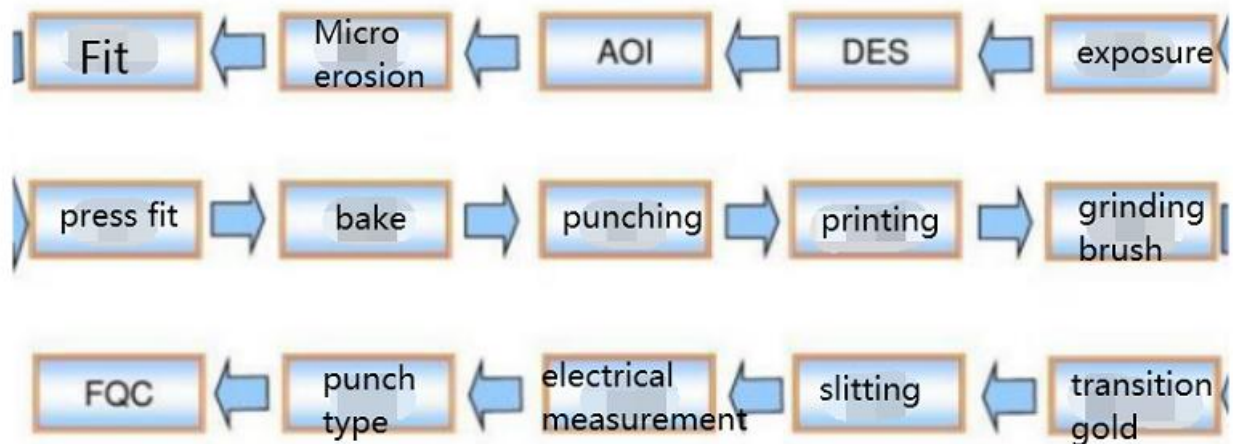 Fit
Micro
erosion
AOI
DES
exposure
press fit
bake
punching
printing
grinding
brush
FQC
punch
type
electrical
measurement
slitting
transition
gold